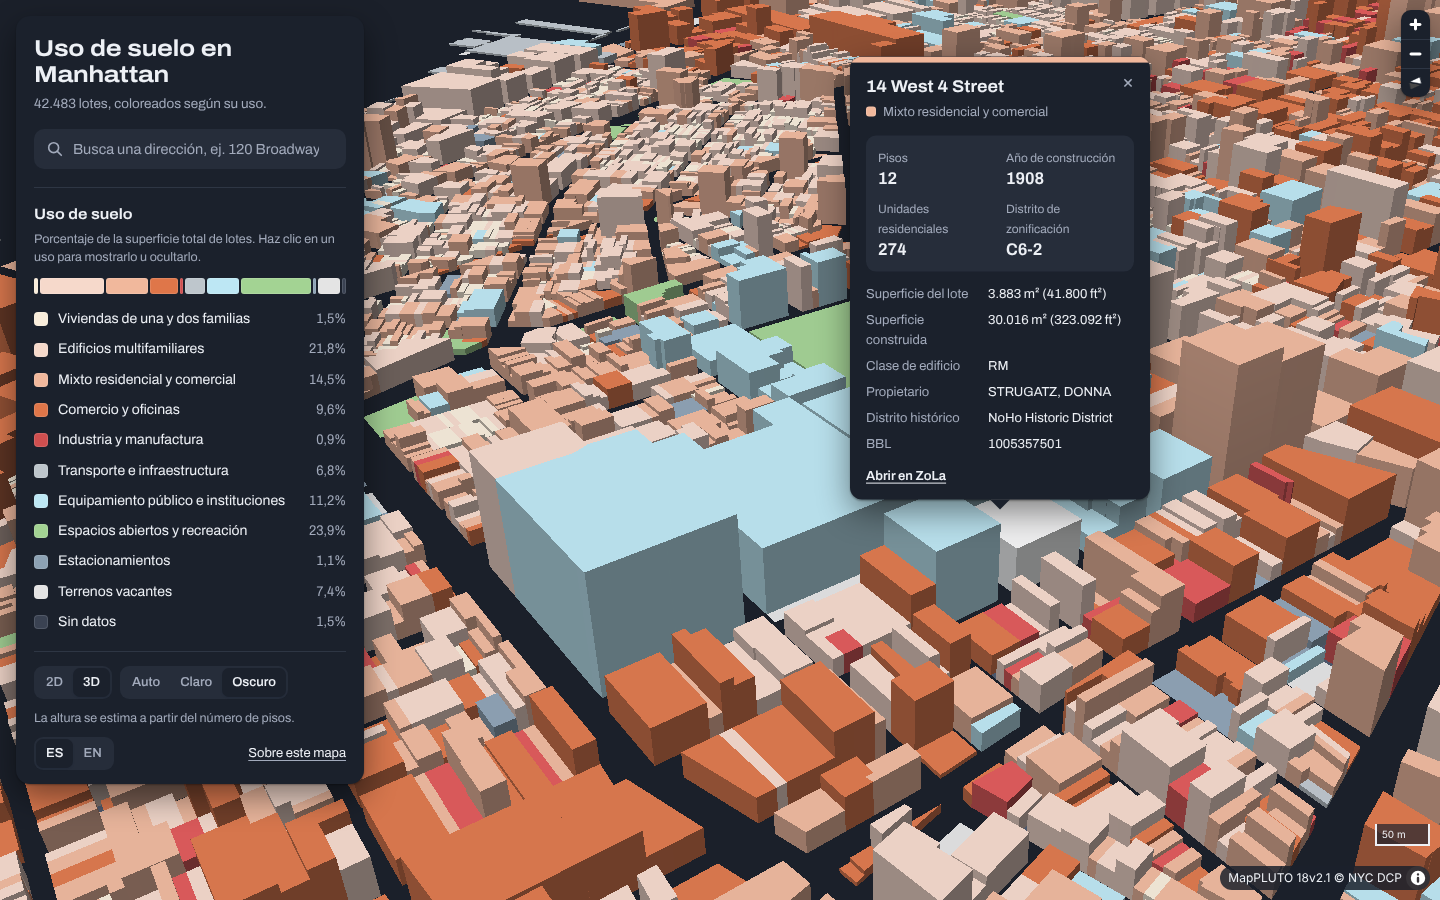 Uso de suelo en
Manhattan
42.483 lotes, coloreados según su uso.
Busca una dirección, ej. 120 Broadway
Uso de suelo
Porcentaje de la superficie total de lotes. Haz clic en un
uso para mostrarlo u ocultarlo.
Viviendas de una y dos familias 1,5%
Edificios multifamiliares 21,8%
Mixto residencial y comercial 14,5%
Comercio y oficinas 9,6%
Industria y manufactura 0,9%
Transporte e infraestructura 6,8%
Equipamiento público e instituciones 11,2%
Espacios abiertos y recreación 23,9%
Estacionamientos 1,1%
Terrenos vacantes 7,4%
Sin datos 1,5%
2D 3D Auto Claro Oscuro
La altura se estima a partir del número de pisos.
ES EN Sobre este mapa
14 West 4 Street ×
Mixto residencial y comercial
Pisos Año de construcción
12 1908
Unidades Distrito de
residenciales zonificación
274 C6-2
Superficie del lote 3.883 m² (41.800 ft²)
Superficie 30.016 m² (323.092 ft²)
construida
Clase de edificio RM
Propietario STRUGATZ, DONNA
Distrito histórico NoHo Historic District
BBL 1005357501
Abrir en ZoLa
50 m
MapPLUTO 18v2.1 © NYC DCP